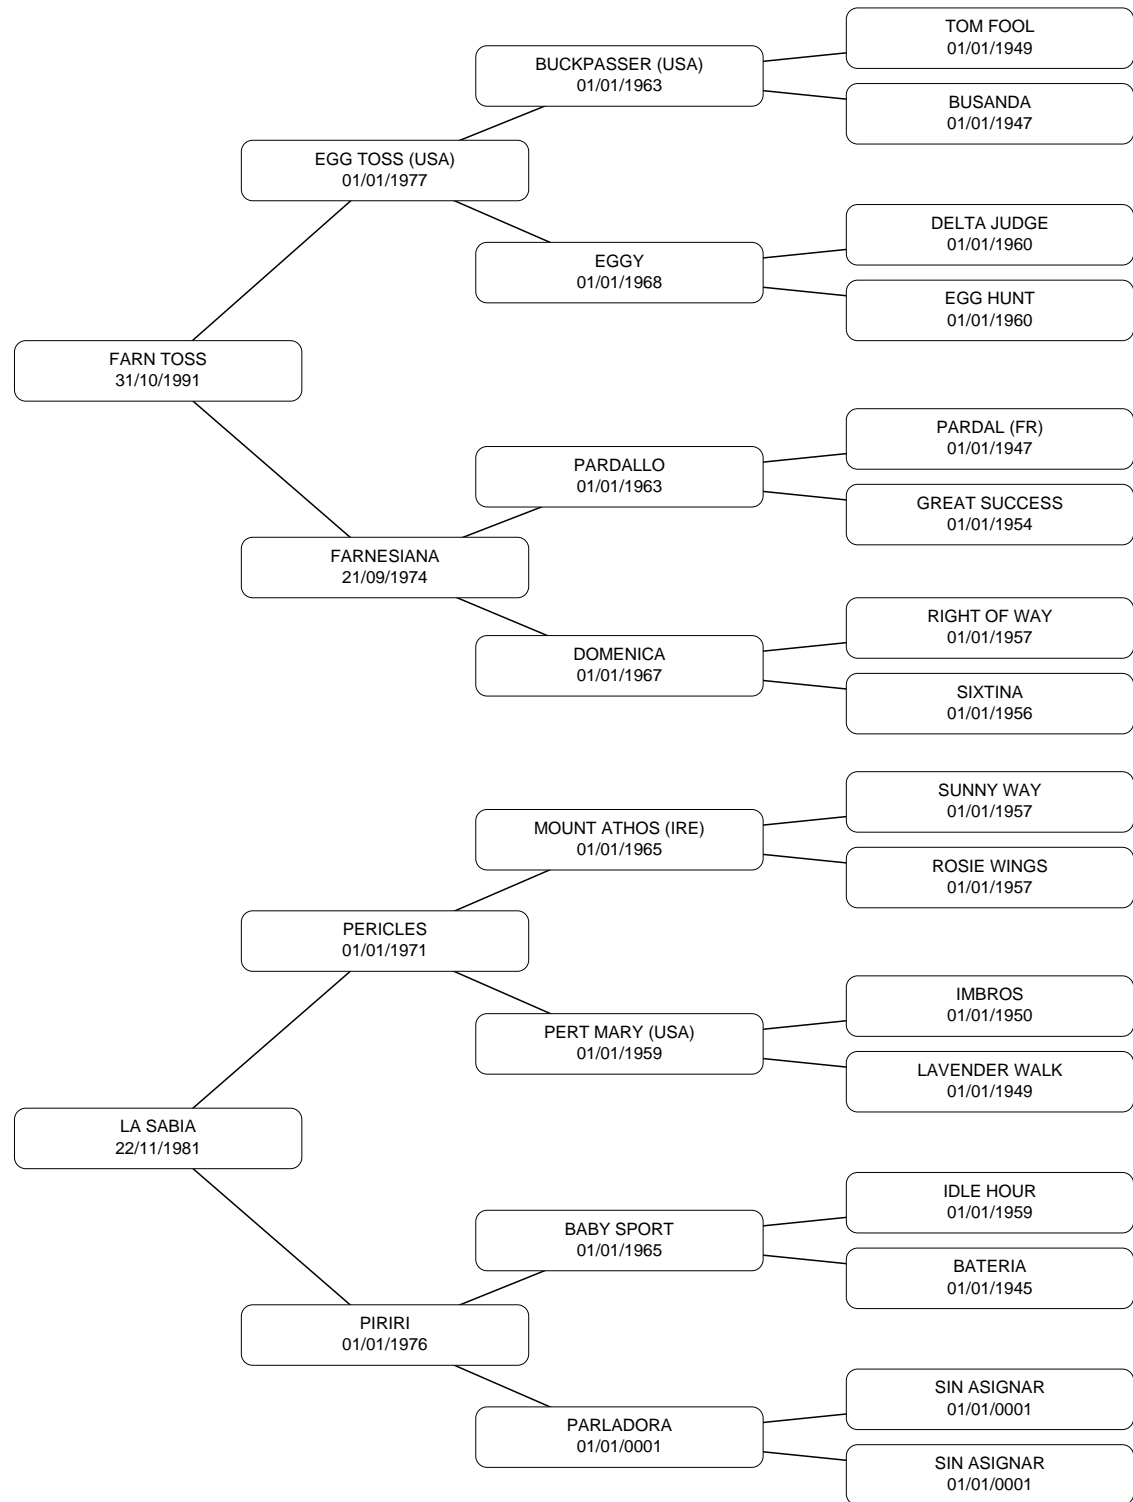 TOM FOOL
01/01/1949
BUCKPASSER (USA)
01/01/1963
BUSANDA
01/01/1947
EGG TOSS (USA)
01/01/1977
DELTA JUDGE
01/01/1960
EGGY
01/01/1968
EGG HUNT
01/01/1960
FARN TOSS
31/10/1991
PARDAL (FR)
01/01/1947
PARDALLO
01/01/1963
GREAT SUCCESS
01/01/1954
FARNESIANA
21/09/1974
RIGHT OF WAY
01/01/1957
DOMENICA
01/01/1967
SIXTINA
01/01/1956
SUNNY WAY
01/01/1957
MOUNT ATHOS (IRE)
01/01/1965
ROSIE WINGS
01/01/1957
PERICLES
01/01/1971
IMBROS
01/01/1950
PERT MARY (USA)
01/01/1959
LAVENDER WALK
01/01/1949
LA SABIA
22/11/1981
IDLE HOUR
01/01/1959
BABY SPORT
01/01/1965
BATERIA
01/01/1945
PIRIRI
01/01/1976
SIN ASIGNAR
01/01/0001
PARLADORA
01/01/0001
SIN ASIGNAR
01/01/0001